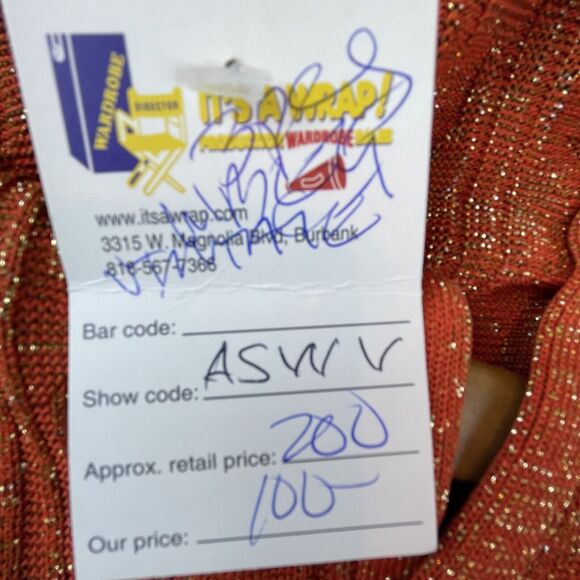 WARDROBE
DIRECTOR
IT'S A WRAP!
PRODUCTION WARDROBE SALES
www.itsawrap.com
3315 W. Magnolia Blvd, Burbank
818-567-7366
VINTAGE
Bar code:
Show code: ASWV
Approx. retail price: 200
Our price: 100-